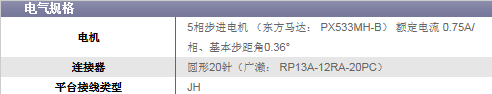 电气规格
5相步进电机 （东方马达： PX533MH-B） 额定电流 0.75A/
电机
相、基本步距角0.36°
连接器 圆形20针（广濑： RP13A-12RA-20PC）
平台接线类型 JH